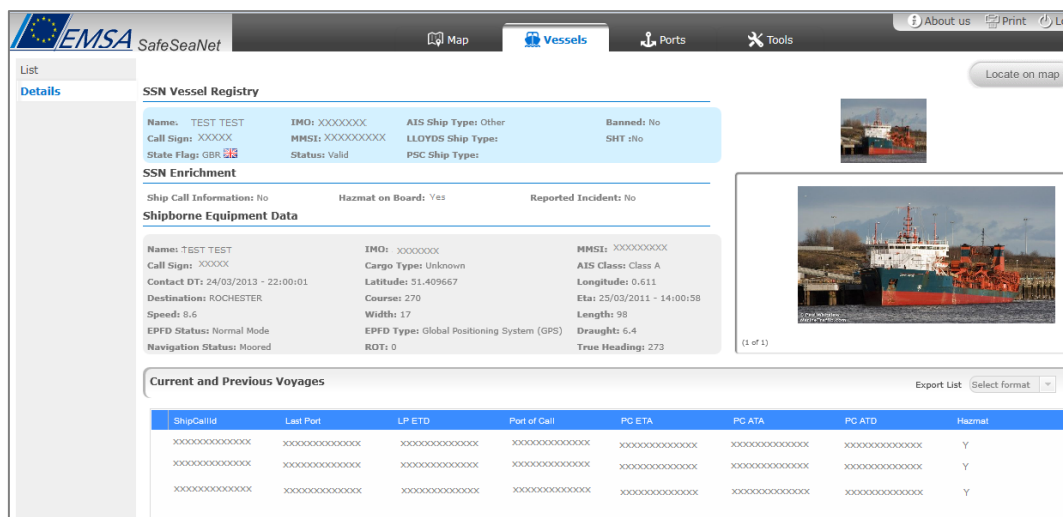 EMSA SafeSeaNet
Map Vessels Ports Tools
About us Print
List
Details
Locate on map
SSN Vessel Registry
Name. TEST TEST IMO: XXXXXXX AIS Ship Type: Other Banned: No
Call Sign: XXXXX MMSI: XXXXXXXXX LLOYDS Ship Type: SHT :No
State Flag: GBR Status: Valid PSC Ship Type:
SSN Enrichment
Ship Call Information: No Hazmat on Board: Yes Reported Incident: No
Shipborne Equipment Data
Name: TEST TEST IMO: XXXXXXX MMSI: XXXXXXXXX
Call Sign: XXXXX Cargo Type: Unknown AIS Class: Class A
Contact DT: 24/03/2013 - 22:00:01 Latitude: 51.409667 Longitude: 0.611
Destination: ROCHESTER Course: 270 Eta: 25/03/2011 - 14:00:58
Speed: 8.6 Width: 17 Length: 98
EPFD Status: Normal Mode EPFD Type: Global Positioning System (GPS) Draught: 6.4
Navigation Status: Moored ROT: 0 True Heading: 273
MarineTraffic.com
(1 of 1)
Current and Previous Voyages
Export List Select format
ShipCallId Last Port LP ETD Port of Call PC ETA PC ATA PC ATD Hazmat
XXXXXXXXXXXXX XXXXXXXXXXXXX XXXXXXXXXXXXX XXXXXXXXXXXXX XXXXXXXXXXXXX XXXXXXXXXXXXX XXXXXXXXXXXXX Y
XXXXXXXXXXXXX XXXXXXXXXXXXX XXXXXXXXXXXXX XXXXXXXXXXXXX XXXXXXXXXXXXX XXXXXXXXXXXXX XXXXXXXXXXXXX Y
XXXXXXXXXXXXX XXXXXXXXXXXXX XXXXXXXXXXXXX XXXXXXXXXXXXX XXXXXXXXXXXXX XXXXXXXXXXXXX XXXXXXXXXXXXX Y